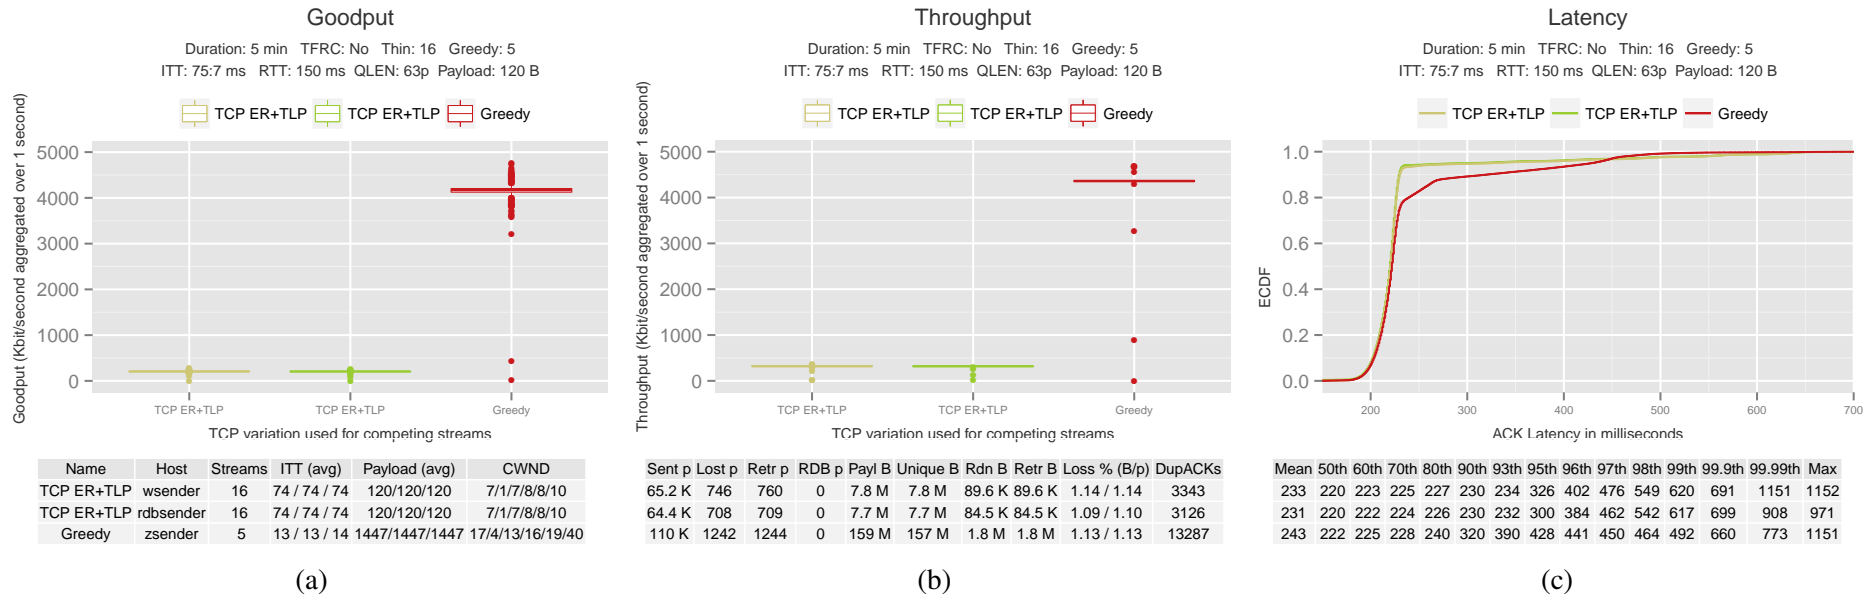 Goodput
Duration: 5 min TFRC: No Thin: 16 Greedy: 5
ITT: 75:7 ms RTT: 150 ms QLEN: 63p Payload: 120 B
TCP ER+TLP TCP ER+TLP Greedy
Goodput (Kbit/second aggregated over 1 second)
5000
4000
3000
2000
1000
0
TCP ER+TLP TCP ER+TLP Greedy
TCP variation used for competing streams
Name Host Streams ITT (avg) Payload (avg) CWND
TCP ER+TLP wsender 16 74 / 74 / 74 120/120/120 7/1/7/8/8/10
TCP ER+TLP rdbsender 16 74 / 74 / 74 120/120/120 7/1/7/8/8/10
Greedy zsender 5 13 / 13 / 14 1447/1447/1447 17/4/13/16/19/40
(a)
Throughput
Duration: 5 min TFRC: No Thin: 16 Greedy: 5
ITT: 75:7 ms RTT: 150 ms QLEN: 63p Payload: 120 B
TCP ER+TLP TCP ER+TLP Greedy
Throughput (Kbit/second aggregated over 1 second)
5000
4000
3000
2000
1000
0
TCP ER+TLP TCP ER+TLP Greedy
TCP variation used for competing streams
Sent p Lost p Retr p RDB p Payl B Unique B Rdn B Retr B Loss % (B/p) DupACKs
65.2 K 746 760 0 7.8 M 7.8 M 89.6 K 89.6 K 1.14 / 1.14 3343
64.4 K 708 709 0 7.7 M 7.7 M 84.5 K 84.5 K 1.09 / 1.10 3126
110 K 1242 1244 0 159 M 157 M 1.8 M 1.8 M 1.13 / 1.13 13287
(b)
Latency
Duration: 5 min TFRC: No Thin: 16 Greedy: 5
ITT: 75:7 ms RTT: 150 ms QLEN: 63p Payload: 120 B
TCP ER+TLP TCP ER+TLP Greedy
ECDF
1.0
0.8
0.6
0.4
0.2
0.0
200 300 400 500 600 700
ACK Latency in milliseconds
Mean 50th 60th 70th 80th 90th 93th 95th 96th 97th 98th 99th 99.9th 99.99th Max
233 220 223 225 227 230 234 326 402 476 549 620 691 1151 1152
231 220 222 224 226 230 232 300 384 462 542 617 699 908 971
243 222 225 228 240 320 390 428 441 450 464 492 660 773 1151
(c)